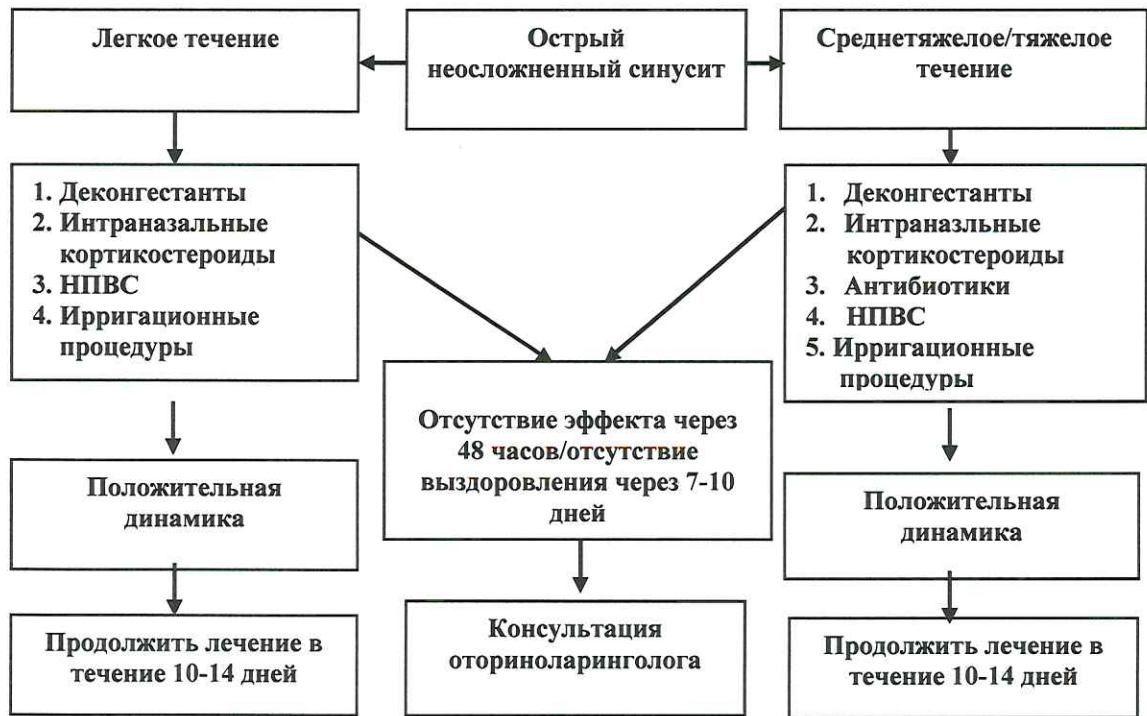 Легкое течение
Острый
неосложненный синусит
Среднетяжелое/тяжелое
течение
1. Деконгестанты
2. Интраназальные
кортикостероиды
3. НПВС
4. Ирригационные
процедуры
1. Деконгестанты
2. Интраназльные
кортикостероиды
3. Антибиотики
4. НПВС
5. Ирригационные
процедуры
Отсутствие эффекта через
48 часов/отсутствие
выздоровления через 7-10
дней
Положительная
динамика
Положительная
динамика
Продолжить лечение в
течение 10-14 дней
Консультация
оториноларинголога
Продолжить лечение в
течение 10-14 дней